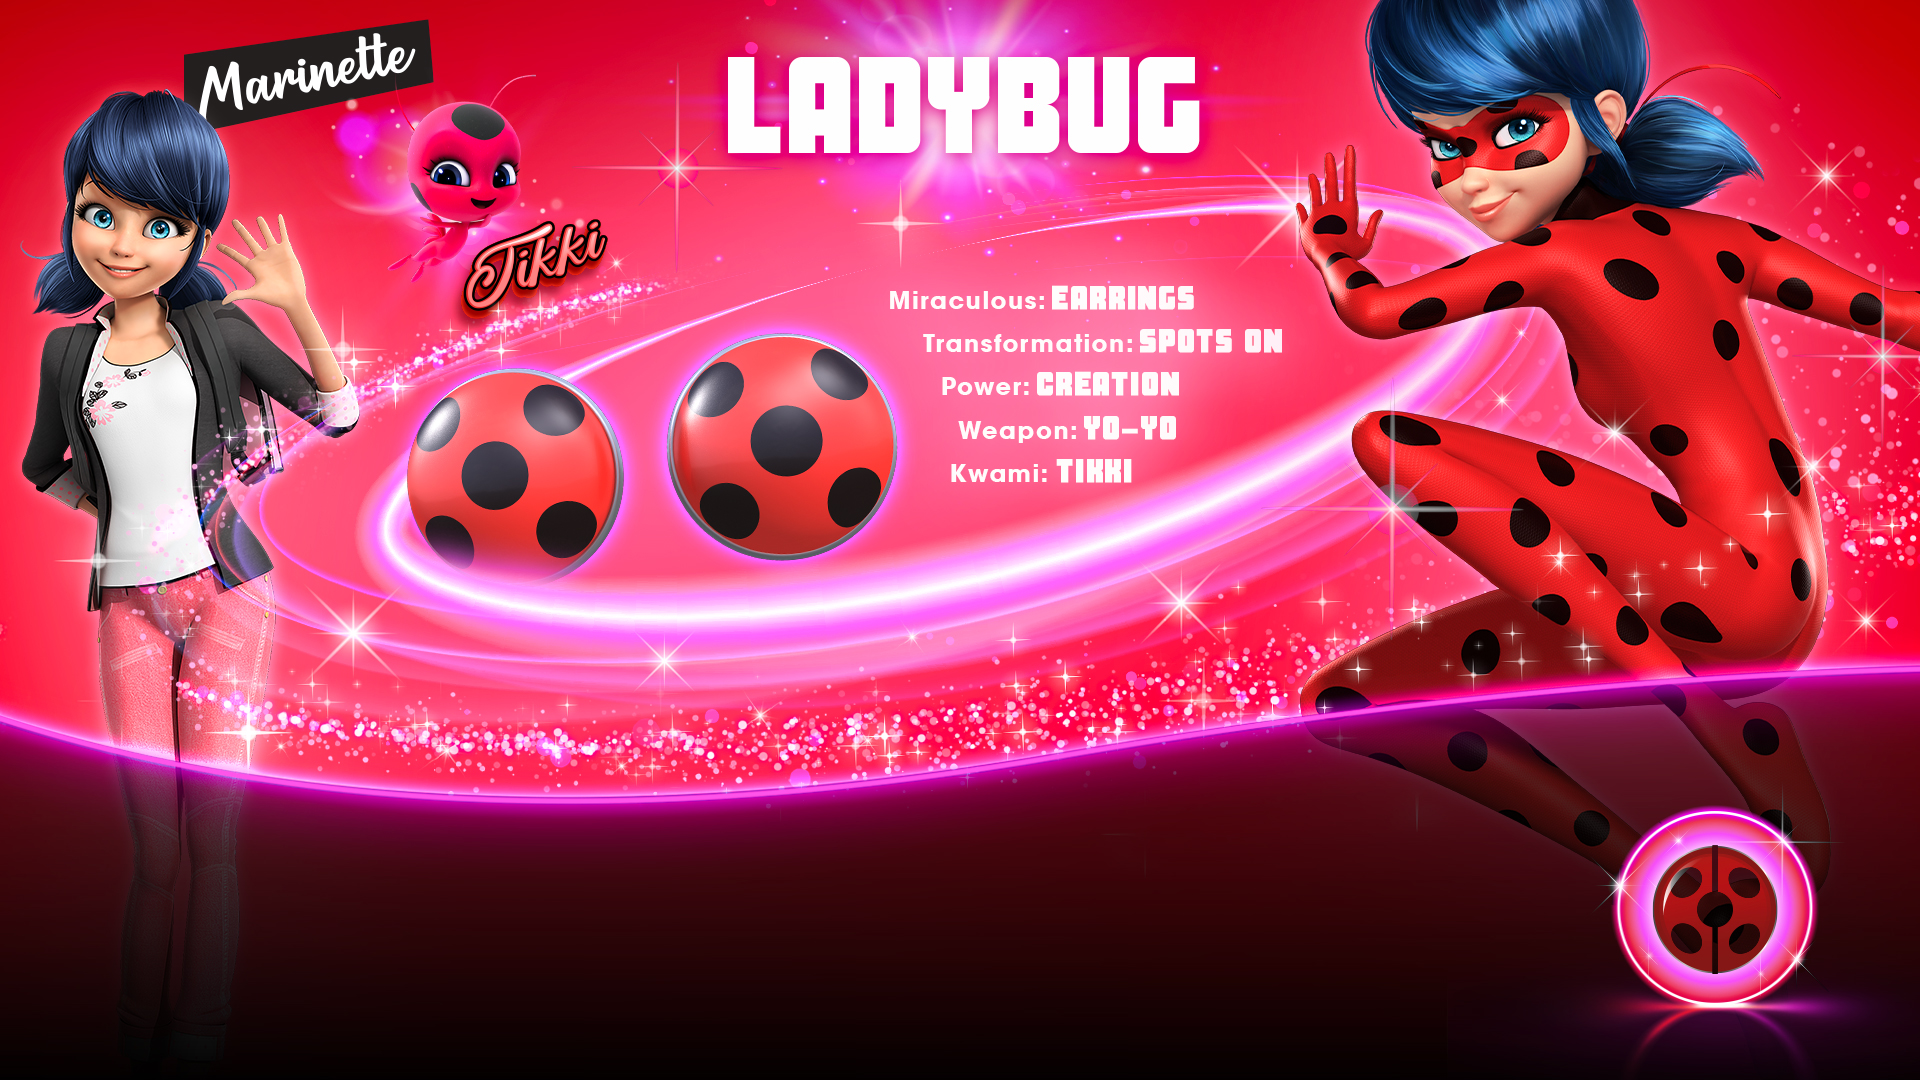 Marinette
LADYBUG
Tikki
Miraculous: EARRINGS
Transformation: SPOTS ON
Power: CREATION
Weapon: YO-YO
Kwami: TIKKI